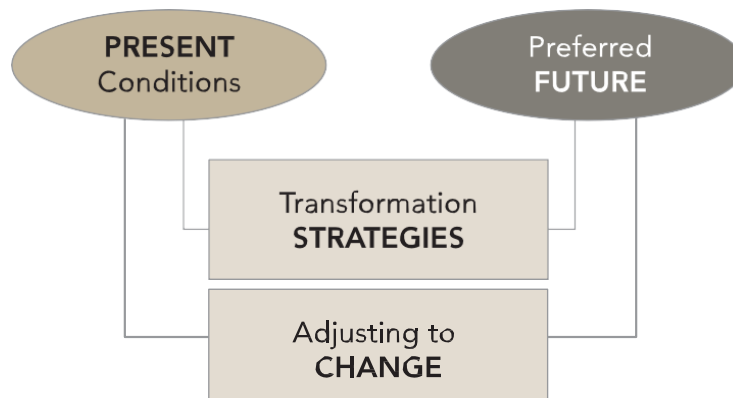 PRESENT
Conditions
Preferred
FUTURE
Transformation
STRATEGIES
Adjusting to
CHANGE